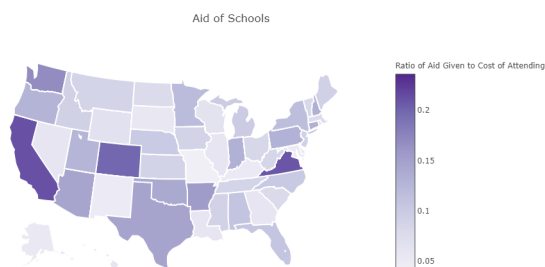 Aid of Schools
Ratio of Aid Given to Cost of Attending
0.2
0.15
0.1
0.05